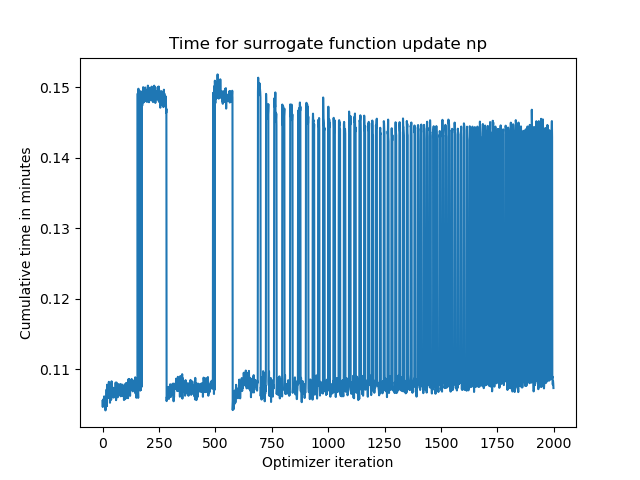 Time for surrogate function update np
Cumulative time in minutes
0.15
0.14
0.13
0.12
0.11
0 250 500 750 1000 1250 1500 1750 2000
Optimizer iteration